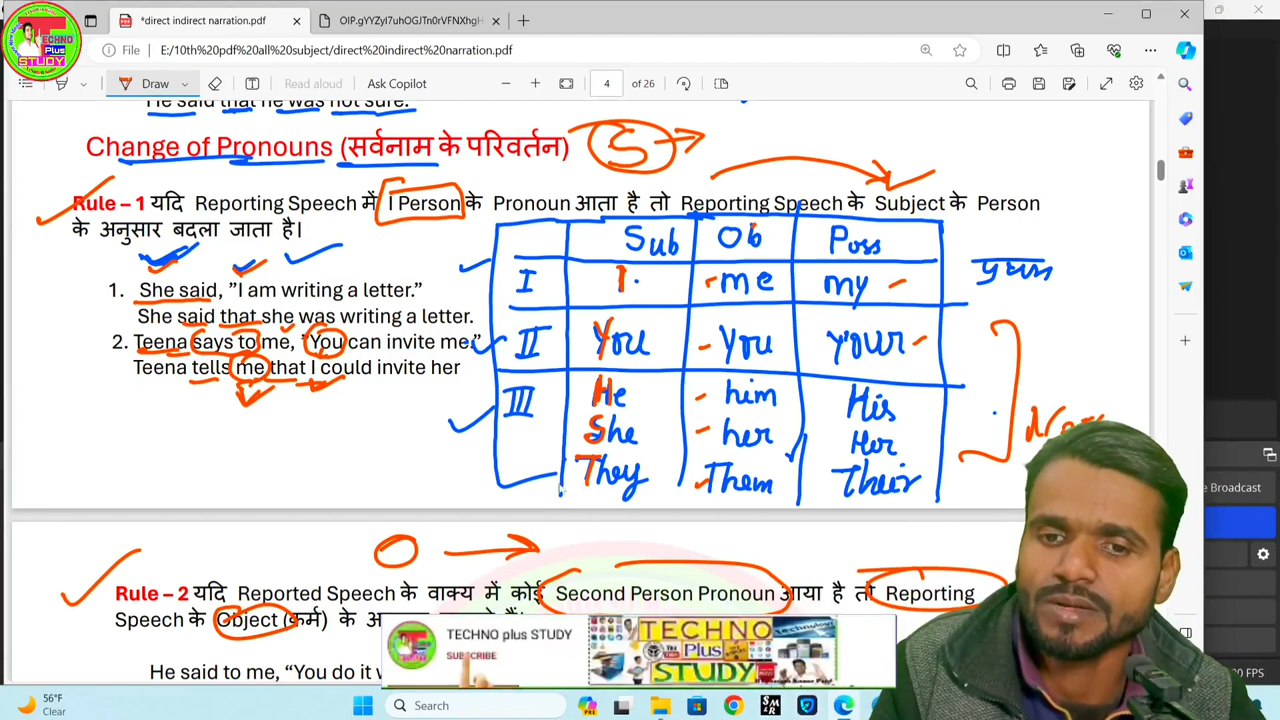 *direct indirect narration.pdf
OIP.gYYZyI7uhOGJTn0rVFNXxgH
TECHNO
Plus
STUDY
File
E:/10th%20pdf%20all%20subject/direct%20indirect%20narration.pdf
Draw
Read aloud
Ask Copilot
4 of 26
He said that he was not sure.
Change of Pronouns (सर्वनाम के परिवर्तन) S
Rule – 1 यदि Reporting Speech में I Person के Pronoun आता है तो Reporting Speech के Subject के Person
के अनुसार बदला जाता है।
Sub Ob Poss
I I me my
II You You your
III He him His
She her Her
They Them Their
1. She said, ”I am writing a letter.”
She said that she was writing a letter.
2. Teena says to me, “You can invite me.”
Teena tells me that I could invite her
O
Rule – 2 यदि Reported Speech के वाक्य में कोई Second Person Pronoun आया है तो Reporting
Speech के Object (कर्म) के
He said to me, “You do it
TECHNO plus STUDY
SUBSCRIBE
TECHNO
Plus
STUDY
Broadcast
FPS
56°F
Clear
Search